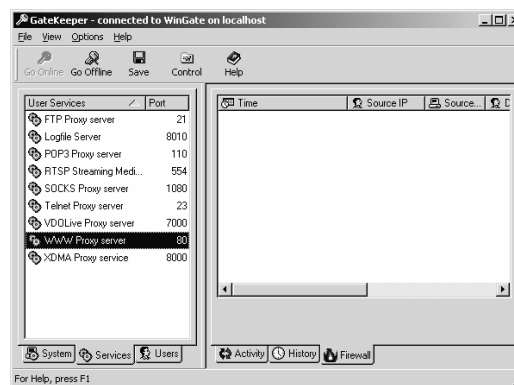 GateKeeper - connected to WinGate on localhost
File View Options Help
Go Online Go Offline Save Control Help
User Services Port
FTP Proxy server 21
Logfile Server 8010
POP3 Proxy server 110
RTSP Streaming Medi... 554
SOCKS Proxy server 1080
Telnet Proxy server 23
VDOLive Proxy server 7000
WWW Proxy server 80
XDMA Proxy service 8000
System Services Users
Time Source IP Source... D
Activity History Firewall
For Help, press F1